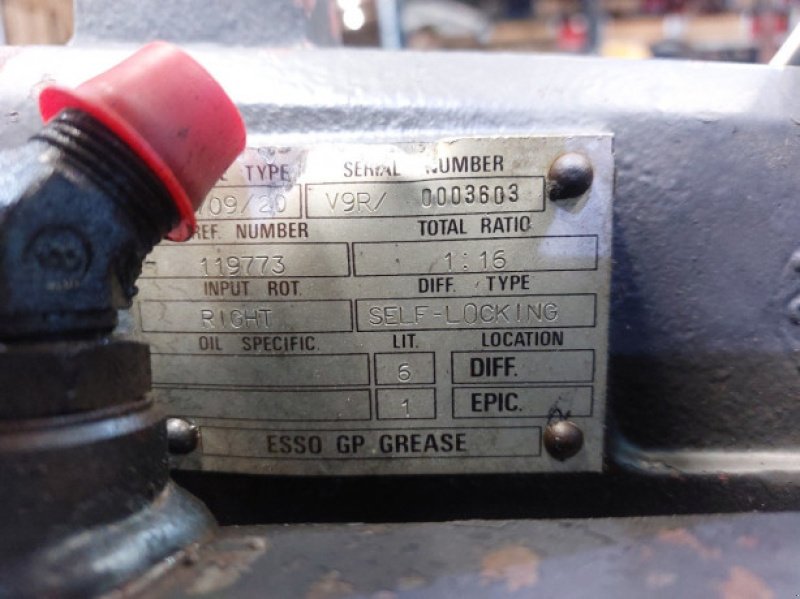 TYPE SERIAL NUMBER
/09/20 V9R/ 0003603
REF. NUMBER TOTAL RATIO
119773 1:16
INPUT ROT. DIFF. TYPE
RIGHT SELF-LOCKING
OIL SPECIFIC. LIT. LOCATION
6 DIFF.
1 EPIC.
ESSO GP GREASE